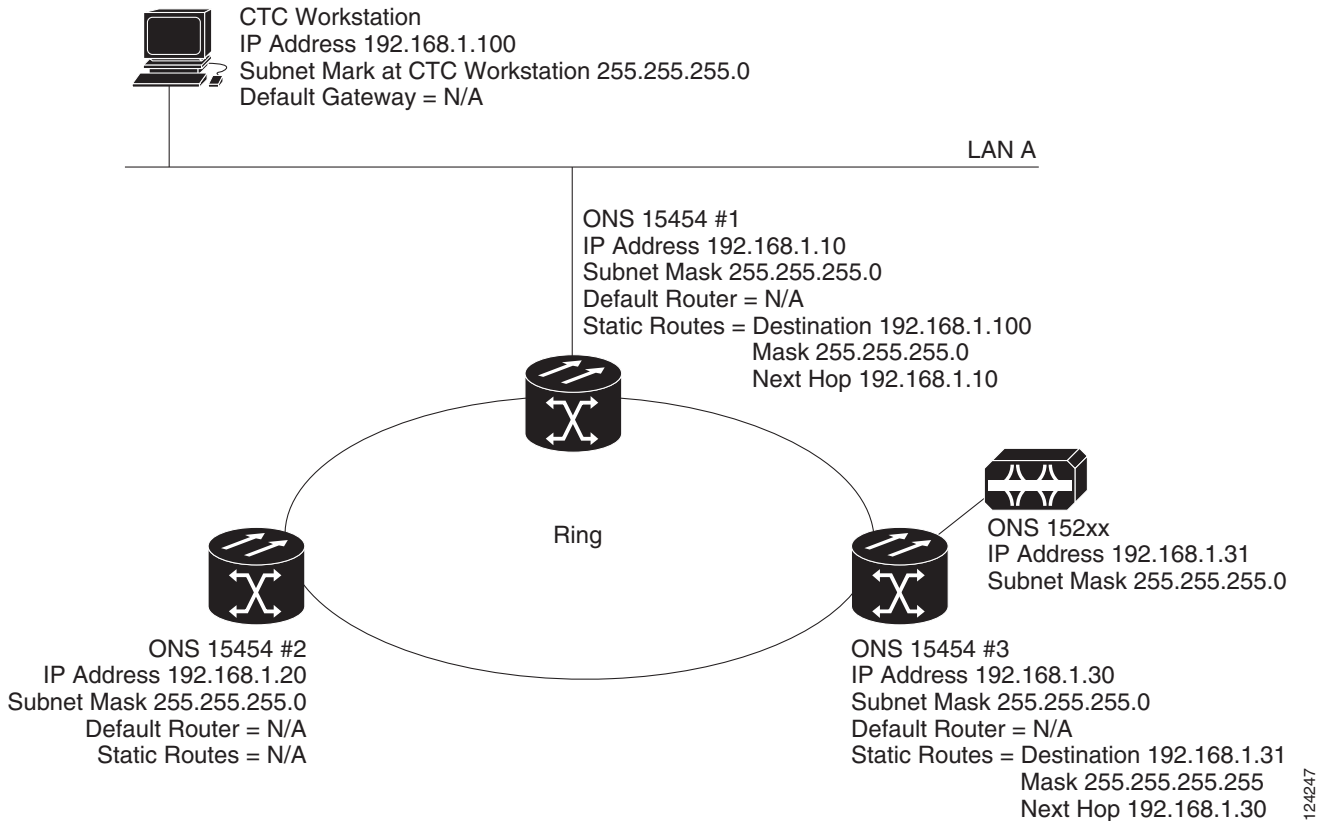 CTC Workstation
IP Address 192.168.1.100
Subnet Mark at CTC Workstation 255.255.255.0
Default Gateway = N/A
LAN A
ONS 15454 #1
IP Address 192.168.1.10
Subnet Mask 255.255.255.0
Default Router = N/A
Static Routes = Destination 192.168.1.100
Mask 255.255.255.0
Next Hop 192.168.1.10
Ring
ONS 152xx
IP Address 192.168.1.31
Subnet Mask 255.255.255.0
ONS 15454 #2
IP Address 192.168.1.20
Subnet Mask 255.255.255.0
Default Router = N/A
Static Routes = N/A
ONS 15454 #3
IP Address 192.168.1.30
Subnet Mask 255.255.255.0
Default Router = N/A
Static Routes = Destination 192.168.1.31
Mask 255.255.255.255
Next Hop 192.168.1.30
124247